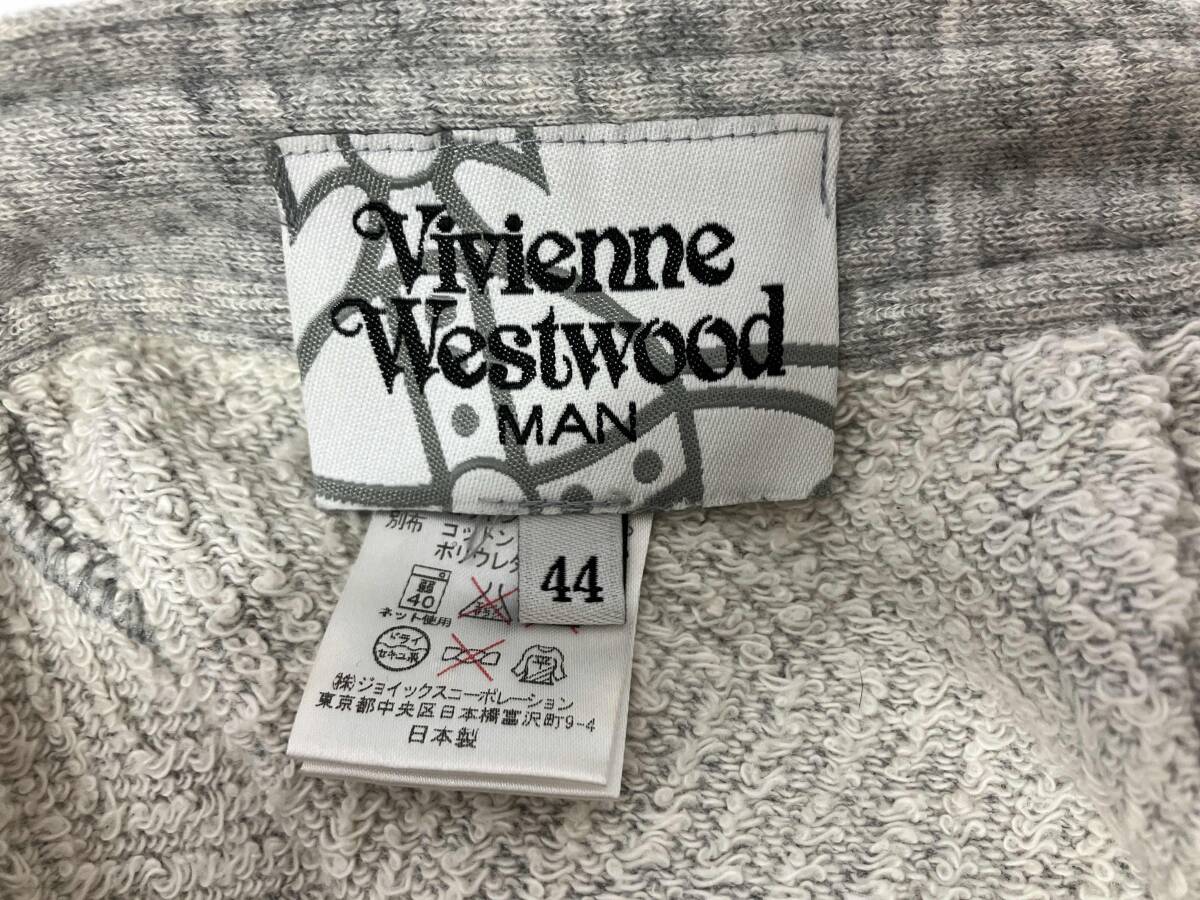 Vivienne
Westwood
MAN
44
別布 コットン
ポリウレタ
弱
40
ネット使用
ドライ
セキユ系
(株)ジョイックスコーポレーション
東京都中央区日本橋富沢町9-4
日本製